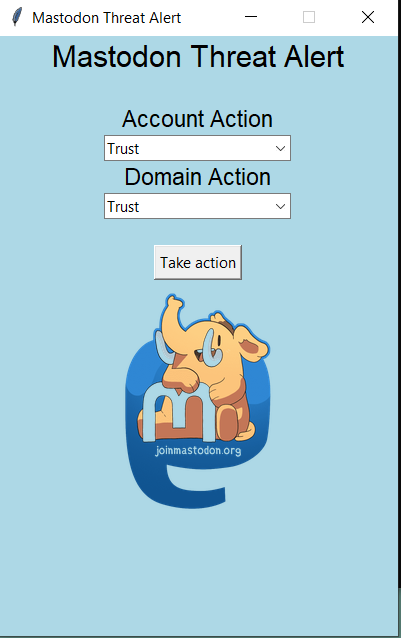 Mastodon Threat Alert
Mastodon Threat Alert
Account Action
Trust
Domain Action
Trust
Take action
m
joinmastodon.org